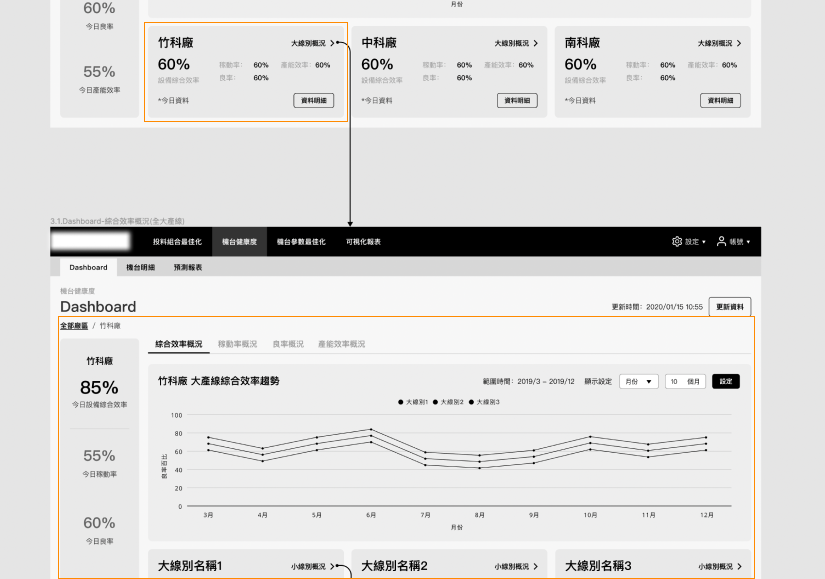 60%
今日良率
月份
55%
今日產能效率
竹科廠 大線別概況
60% 稼動率: 60% 產能效率: 60%
設備綜合效率 良率: 60%
*今日資料 資料明細
中科廠 大線別概況
60% 稼動率: 60% 產能效率: 60%
設備綜合效率 良率: 60%
*今日資料 資料明細
南科廠 大線別概況
60% 稼動率: 60% 產能效率: 60%
設備綜合效率 良率: 60%
*今日資料 資料明細
3.1.Dashboard-綜合效率概況(全大產線)
投料組合最佳化 機台健康度 機台參數最佳化 可視化報表 設定 帳號
Dashboard 機台明細 預測報表
機台健康度
Dashboard 更新時間: 2020/01/15 10:55 更新資料
全部廠區 / 竹科廠
竹科廠
85%
今日設備綜合效率
55%
今日稼動率
60%
今日良率
綜合效率概況 稼動率概況 良率概況 產能效率概況
竹科廠 大產線綜合效率趨勢 範圍時間: 2019/3 – 2019/12 顯示設定 月份 10 個月 設定
大線別1 大線別2 大線別3
100
80
60
40
20
0
3月 4月 5月 6月 7月 8月 9月 10月 11月 12月
月份
大線別名稱1 小線別概況
大線別名稱2 小線別概況
大線別名稱3 小線別概況